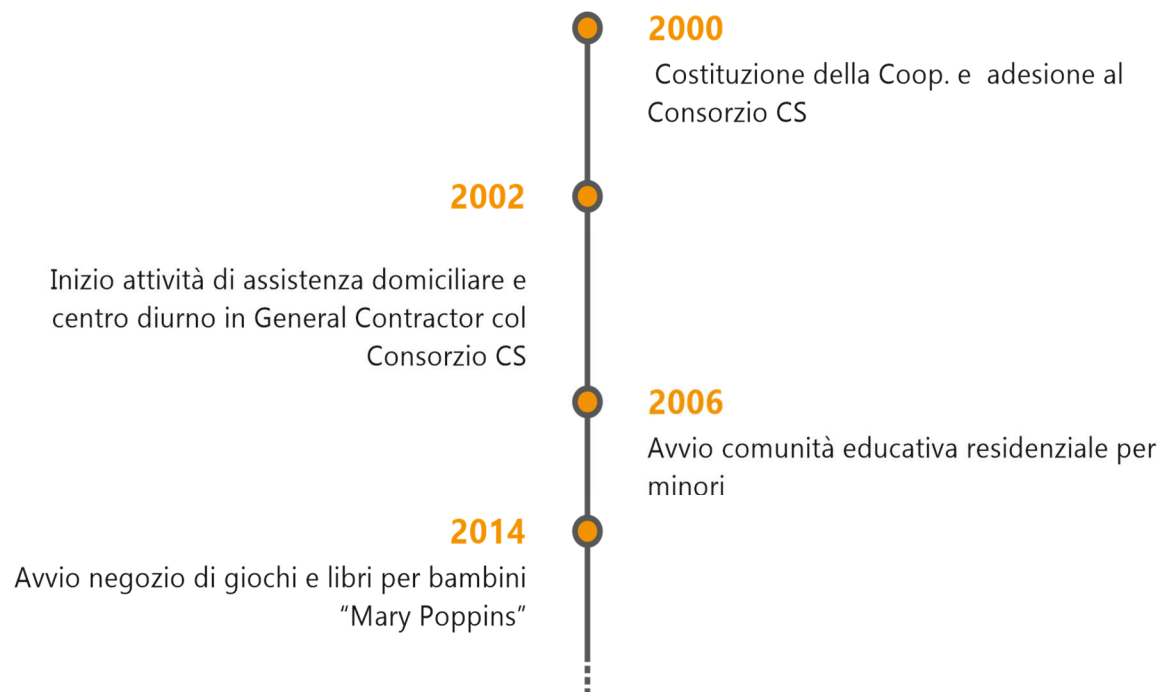 2000
Costituzione della Coop. e adesione al
Consorzio CS
2002
Inizio attività di assistenza domiciliare e
centro diurno in General Contractor col
Consorzio CS
2006
Avvio comunità educativa residenziale per
minori
2014
Avvio negozio di giochi e libri per bambini
“Mary Poppins”